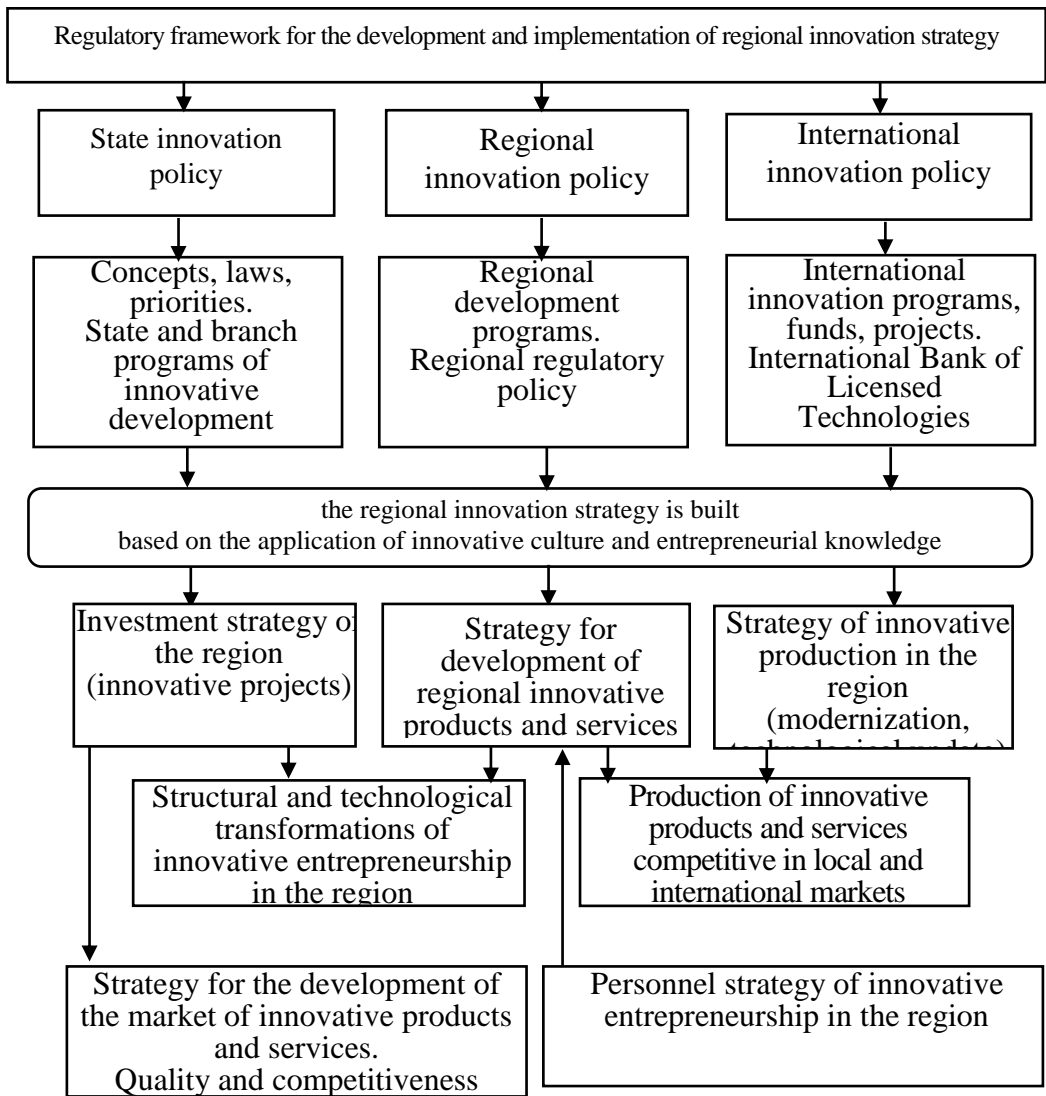 Regulatory framework for the development and implementation of regional innovation strategy
State innovation
policy
Regional
innovation policy
International
innovation policy
Concepts, laws,
priorities.
State and branch
programs of
innovative
development
Regional
development
programs.
Regional regulatory
policy
International
innovation programs,
funds, projects.
International Bank of
Licensed
Technologies
the regional innovation strategy is built
based on the application of innovative culture and entrepreneurial knowledge
Investment strategy of
the region
(innovative projects)
Strategy for
development of
regional innovative
products and services
Strategy of innovative
production in the
region
(modernization,
technological update)
Structural and technological
transformations of
innovative entrepreneurship
in the region
Production of innovative
products and services
competitive in local and
international markets
Strategy for the development of
the market of innovative products
and services.
Quality and competitiveness
Personnel strategy of innovative
entrepreneurship in the region